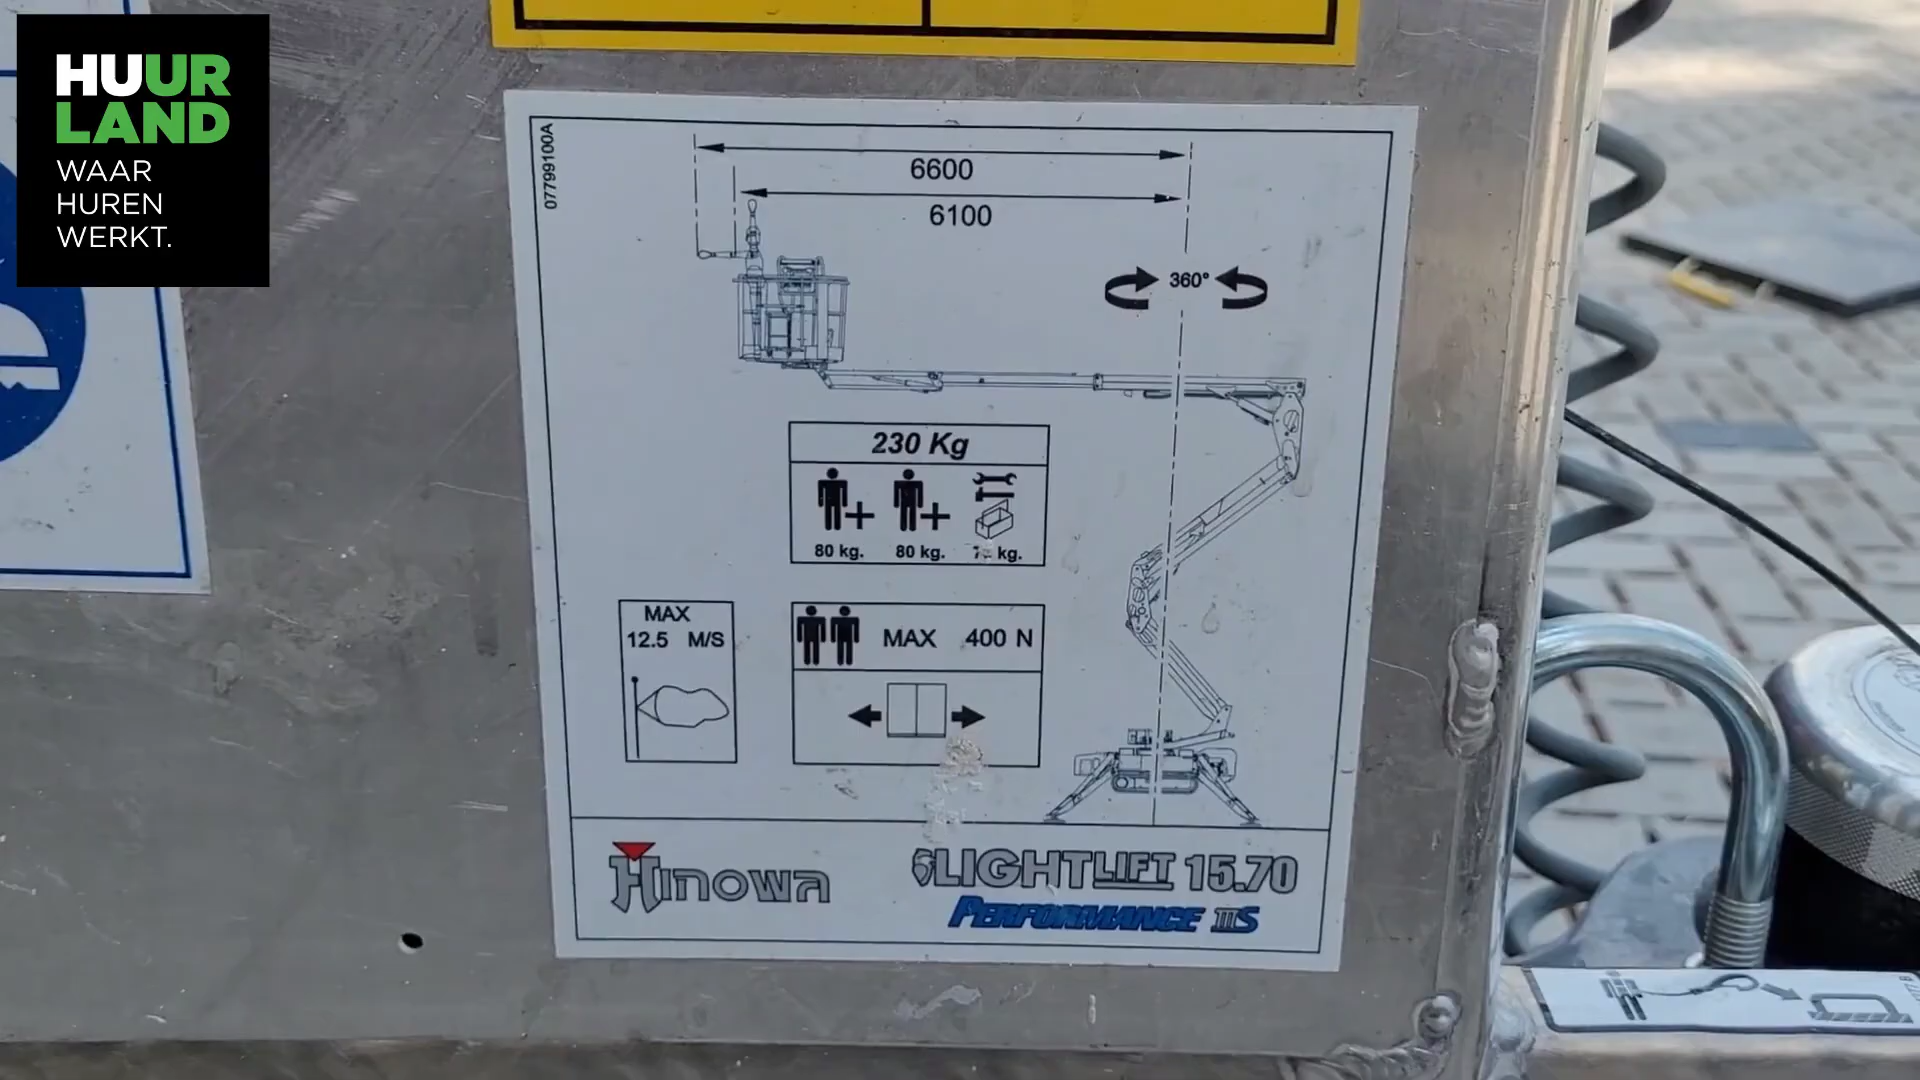 HUUR
LAND
WAAR
HUREN
WERKT.
07799100A
6600
6100
360°
230 Kg
80 kg. 80 kg. kg.
MAX
12.5 M/S
MAX 400 N
HINOWA
LIGHTLIFT 15.70
PERFORMANCE IIIS